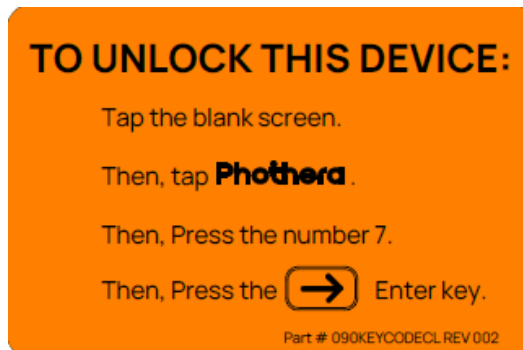 TO UNLOCK THIS DEVICE:
Tap the blank screen.
Then, tap Phothera.
Then, Press the number 7.
Then, Press the → Enter key.
Part # 090KEYCODECL REV 002